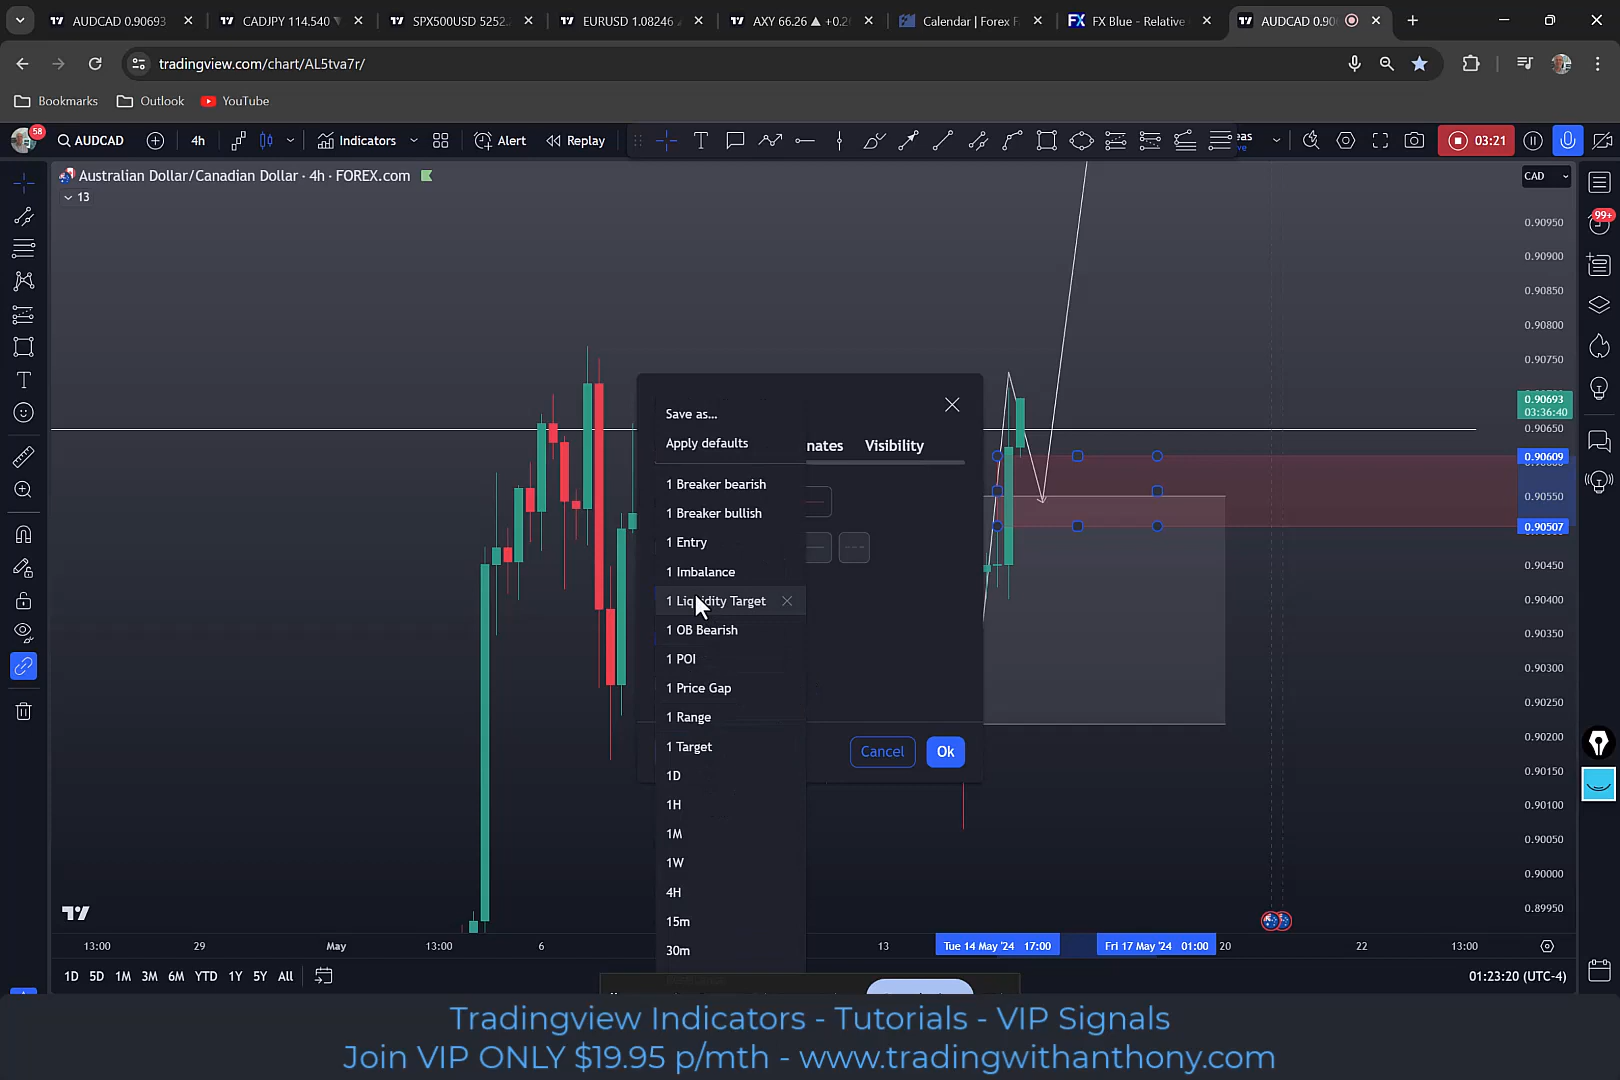 AUDCAD 0.90693
CADJPY 114.540 ▼
SPX500USD 5252.
EURUSD 1.08246
AXY 66.26 ▲ +0.2
Calendar | Forex F
FX Blue - Relative
AUDCAD 0.90
tradingview.com/chart/AL5tva7r/
Bookmarks
Outlook
YouTube
58
AUDCAD
4h
Indicators
Alert
Replay
03:21
Australian Dollar/Canadian Dollar · 4h · FOREX.com
13
CAD
99+
0.90950
0.90900
0.90850
0.90800
0.90750
0.90693
03:36:40
0.90650
0.90609
0.90550
0.90507
0.90450
0.90400
0.90350
0.90300
0.90250
0.90200
0.90150
0.90100
0.90050
0.90000
0.89950
Save as...
Apply defaults
nates
Visibility
1 Breaker bearish
1 Breaker bullish
1 Entry
1 Imbalance
1 Liquidity Target
1 OB Bearish
1 POI
1 Price Gap
1 Range
1 Target
1D
1H
1M
1W
4H
15m
30m
Cancel
Ok
13:00
29
May
13:00
6
13
Tue 14 May '24 17:00
Fri 17 May '24 01:00
20
22
13:00
1D 5D 1M 3M 6M YTD 1Y 5Y All
01:23:20 (UTC-4)
Tradingview Indicators - Tutorials - VIP Signals
Join VIP ONLY $19.95 p/mth - www.tradingwithanthony.com